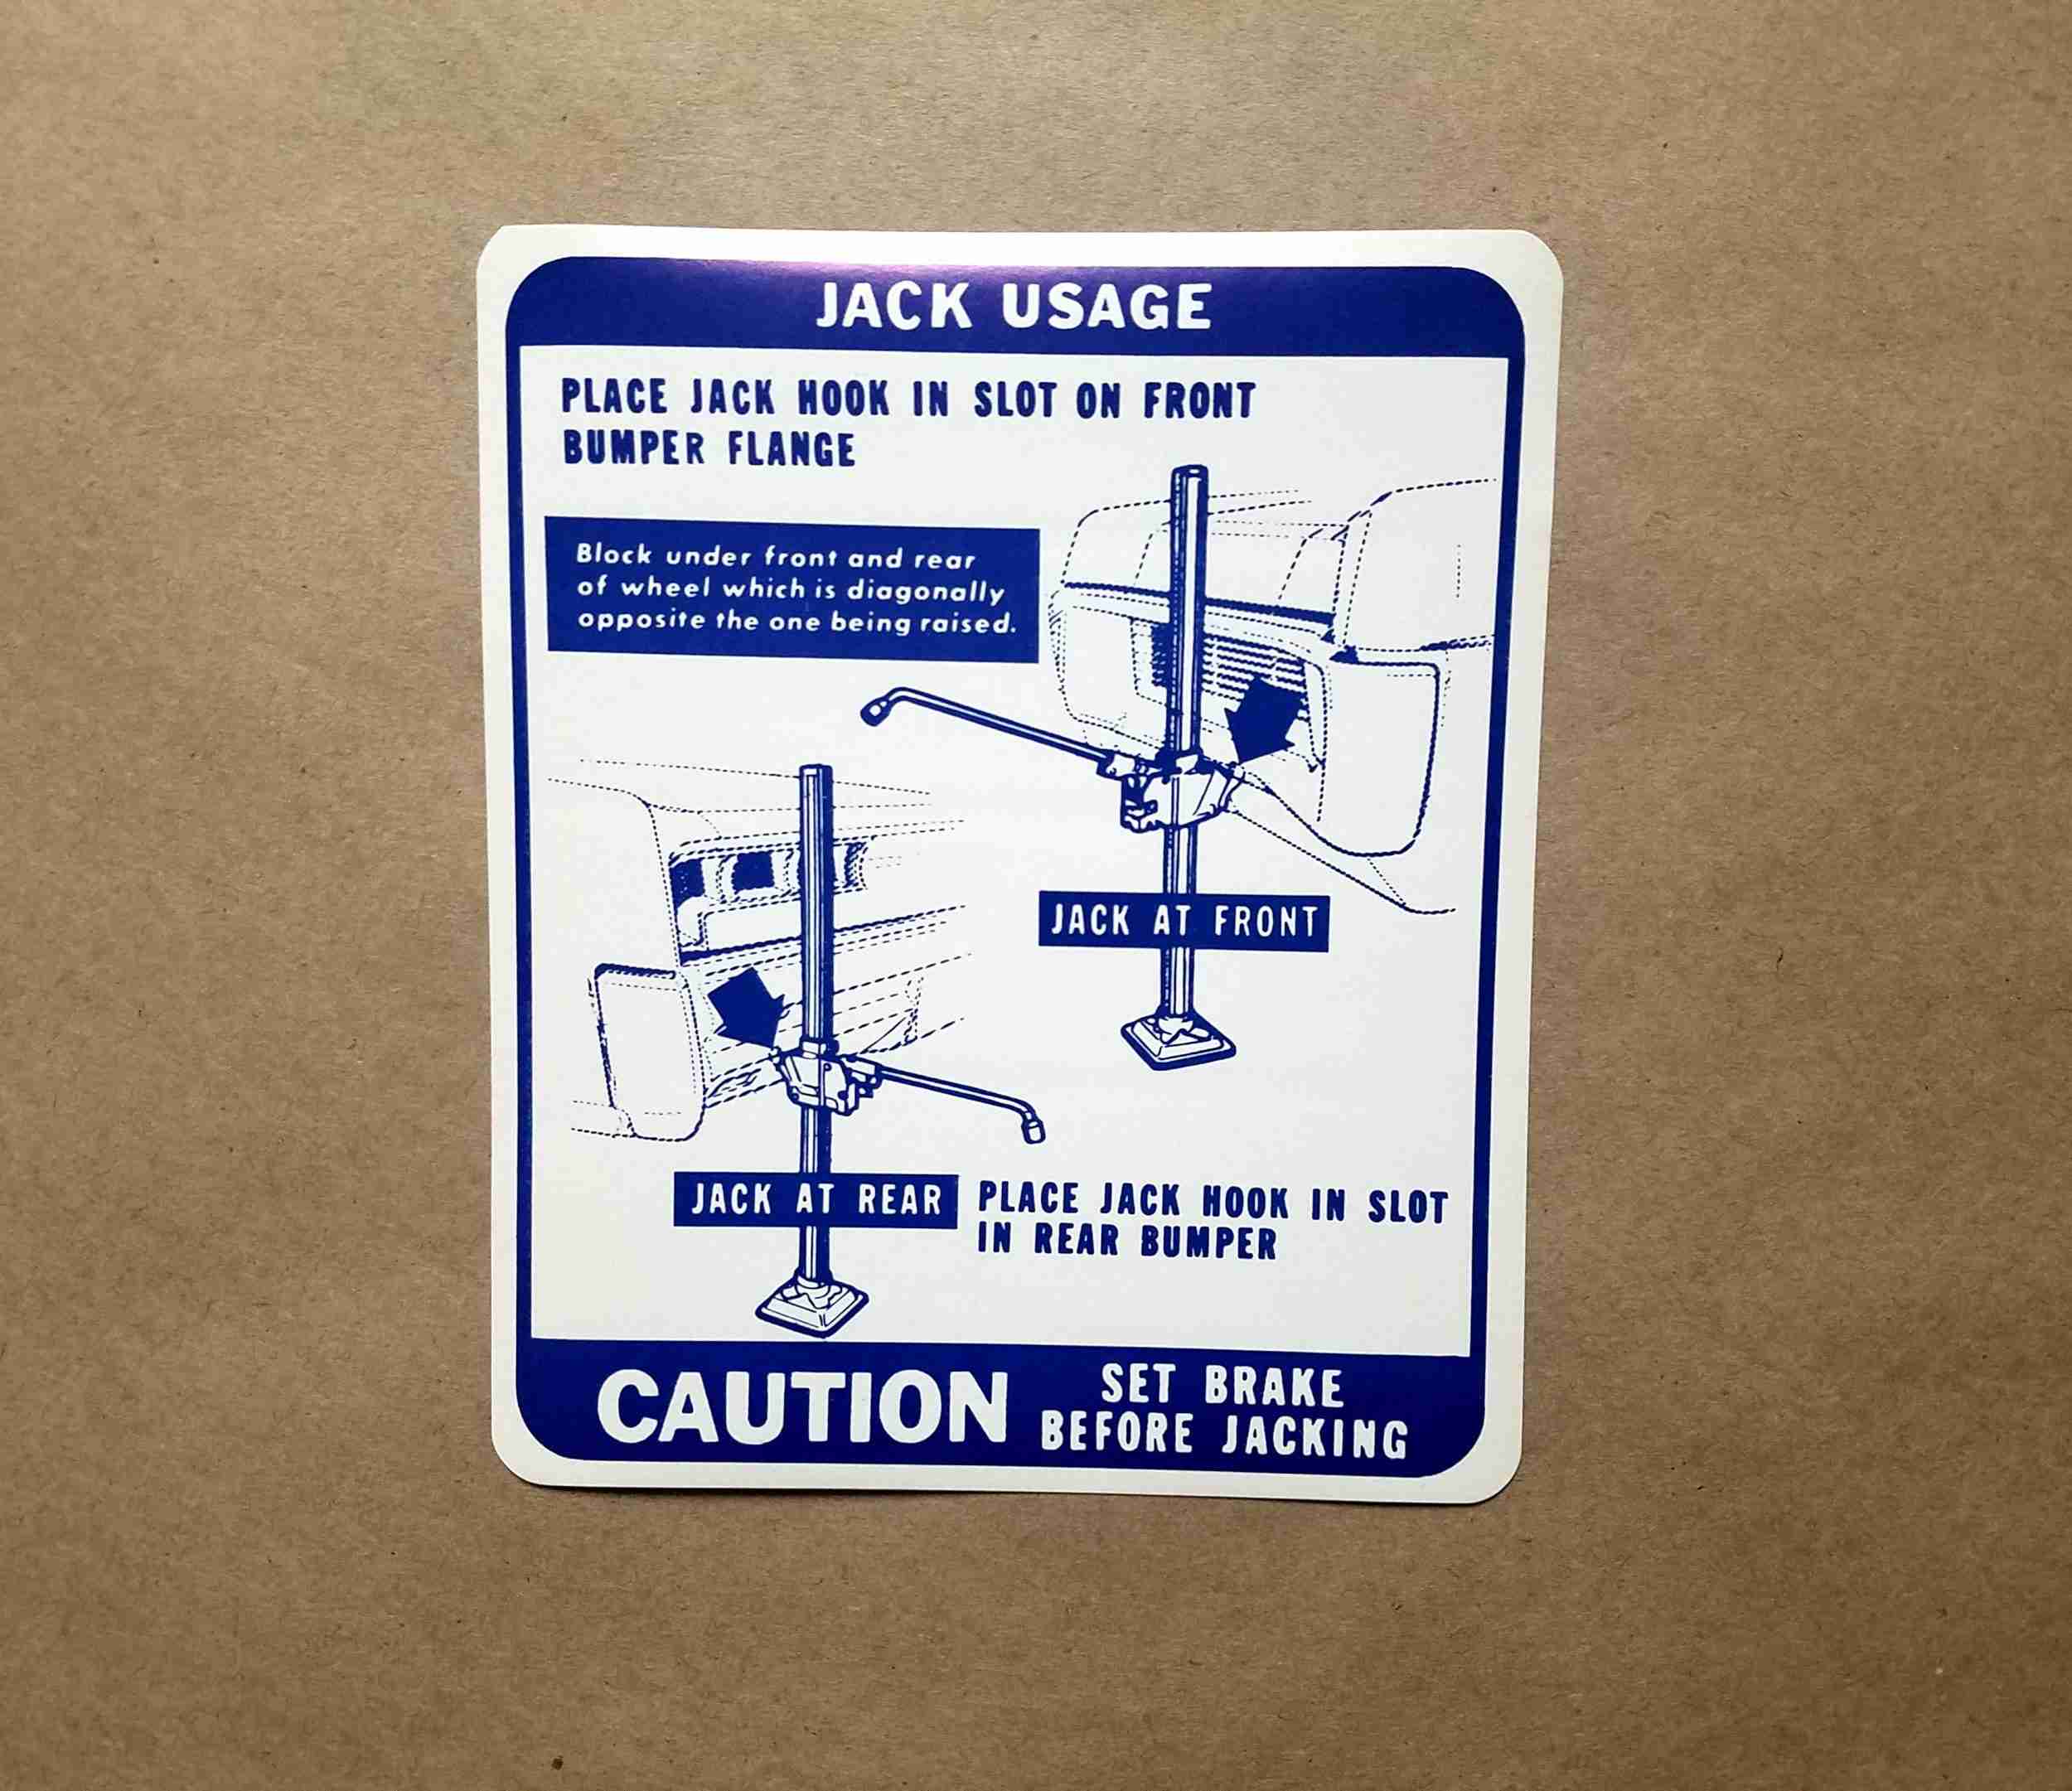 JACK USAGE
PLACE JACK HOOK IN SLOT ON FRONT
BUMPER FLANGE
Block under front and rear
of wheel which is diagonally
opposite the one being raised.
JACK AT FRONT
JACK AT REAR
PLACE JACK HOOK IN SLOT
IN REAR BUMPER
CAUTION
SET BRAKE
BEFORE JACKING